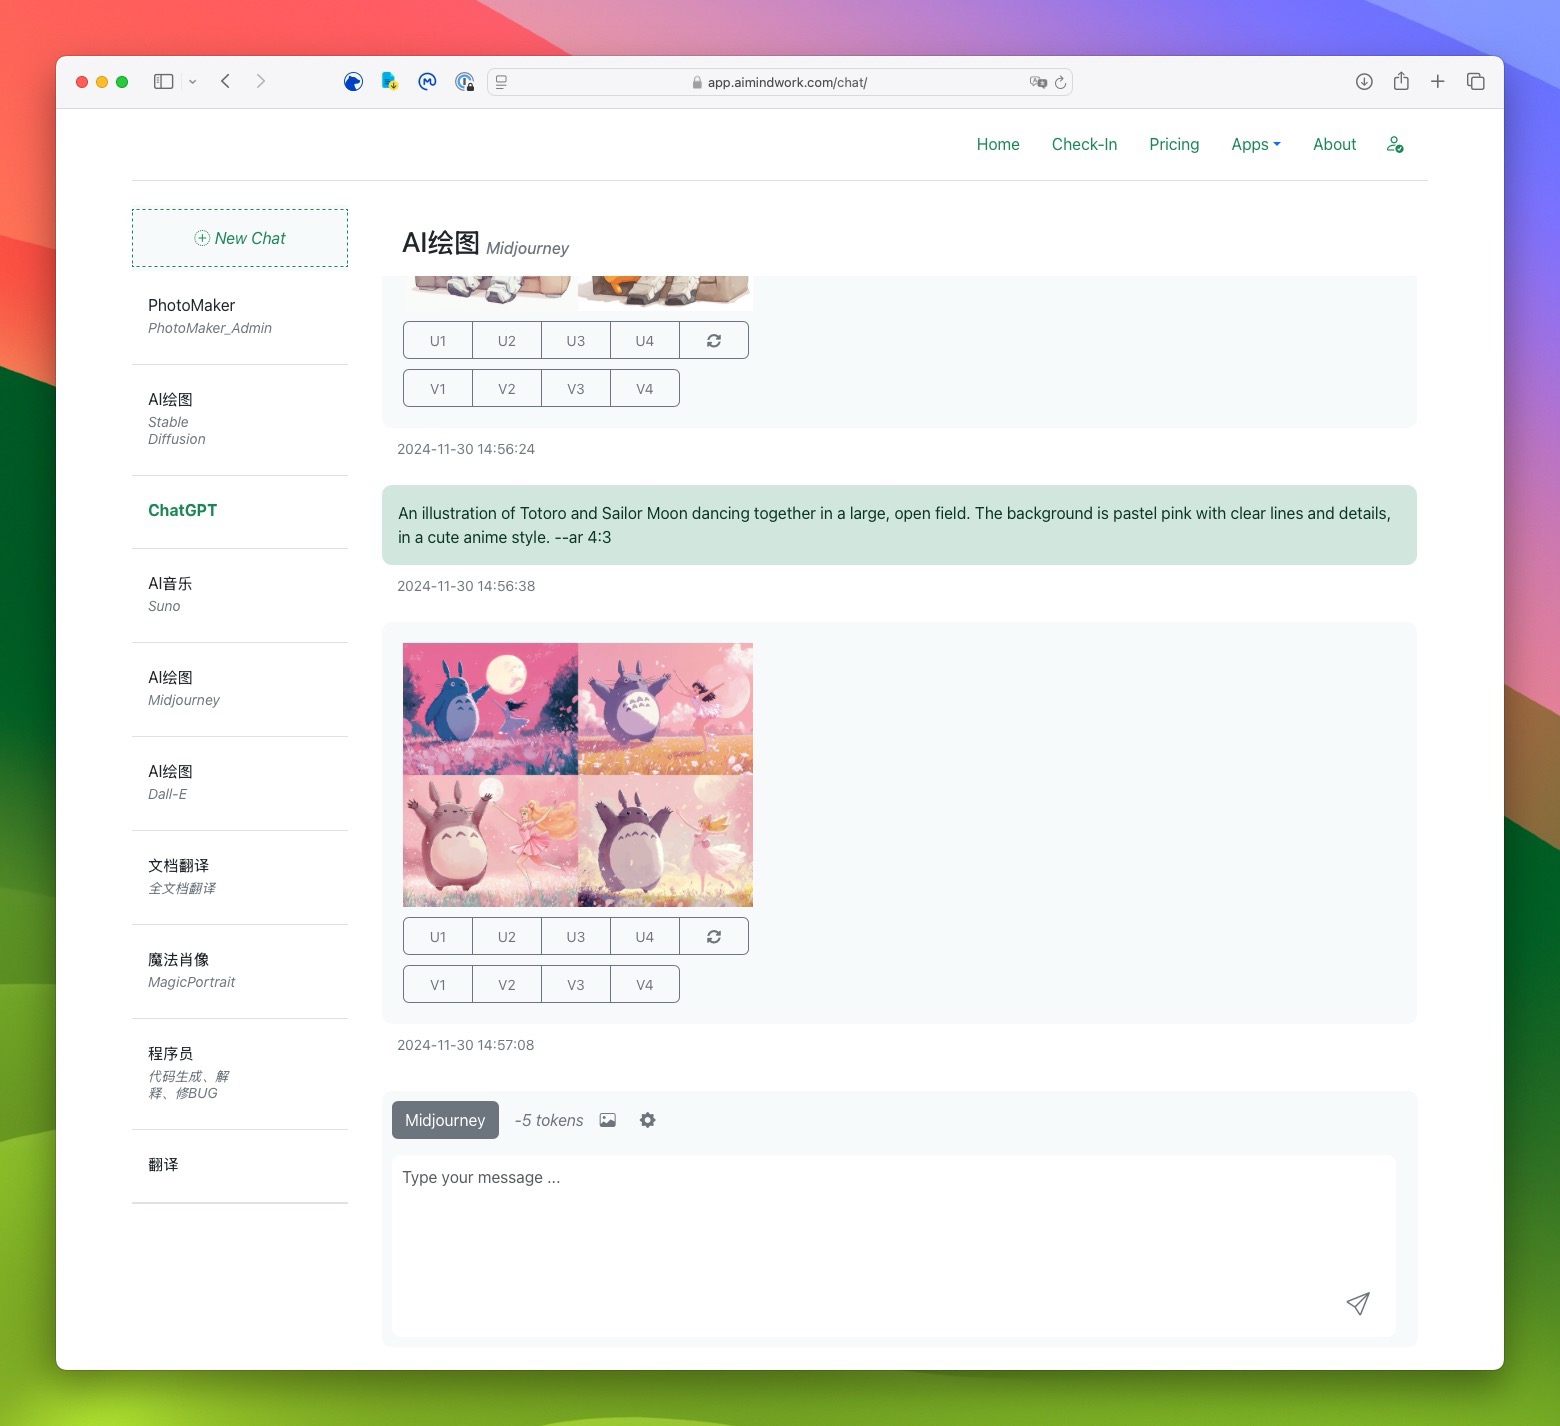 app.aimindwork.com/chat/
Home
Check-In
Pricing
Apps
About
New Chat
PhotoMaker
PhotoMaker_Admin
AI绘图
Stable
Diffusion
ChatGPT
AI音乐
Suno
AI绘图
Midjourney
AI绘图
Dall-E
文档翻译
全文档翻译
魔法肖像
MagicPortrait
程序员
代码生成、解
释、修BUG
翻译
AI绘图 Midjourney
U1 U2 U3 U4
V1 V2 V3 V4
2024-11-30 14:56:24
An illustration of Totoro and Sailor Moon dancing together in a large, open field. The background is pastel pink with clear lines and details,
in a cute anime style. --ar 4:3
2024-11-30 14:56:38
U1 U2 U3 U4
V1 V2 V3 V4
2024-11-30 14:57:08
Midjourney -5 tokens
Type your message ...